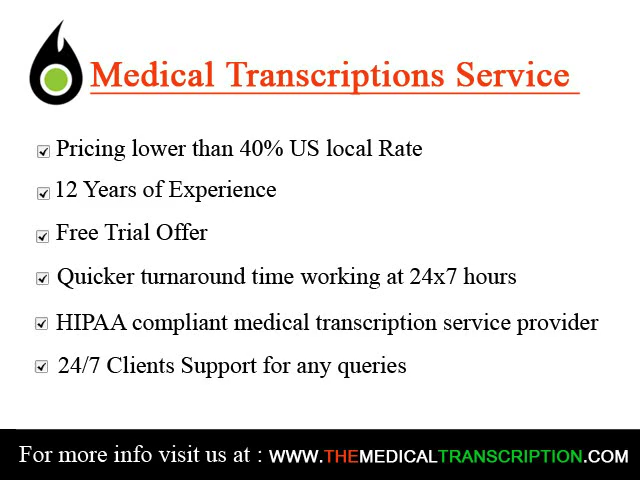 Medical Transcriptions Service
Pricing lower than 40% US local Rate
12 Years of Experience
Free Trial Offer
Quicker turnaround time working at 24x7 hours
HIPAA compliant medical transcription service provider
24/7 Clients Support for any queries
For more info visit us at : WWW.THEMEDICALTRANSCRIPTION.COM